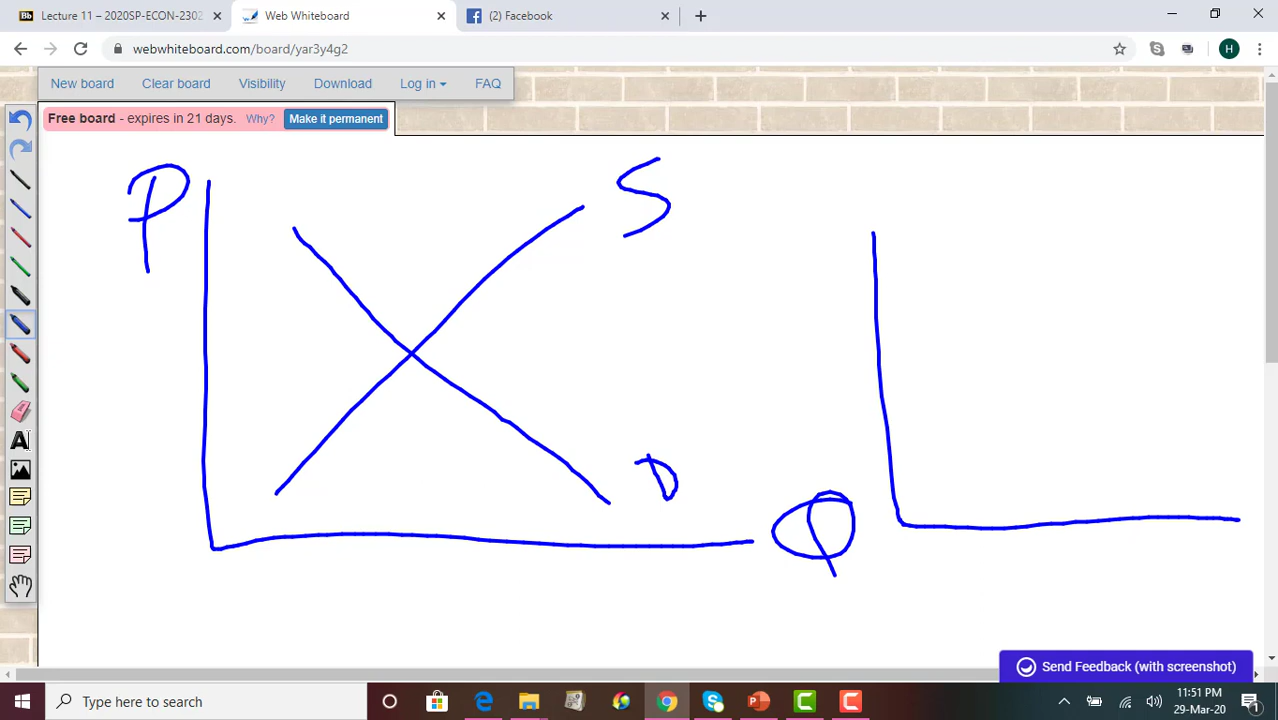 Lecture 11 – 2020SP-ECON-2302
Web Whiteboard
(2) Facebook
webwhiteboard.com/board/yar3y4g2
H
New board
Clear board
Visibility
Download
Log in
FAQ
Free board - expires in 21 days. Why? Make it permanent
P
S
D
Q
A
Send Feedback (with screenshot)
Type here to search
11:51 PM
29-Mar-20
1